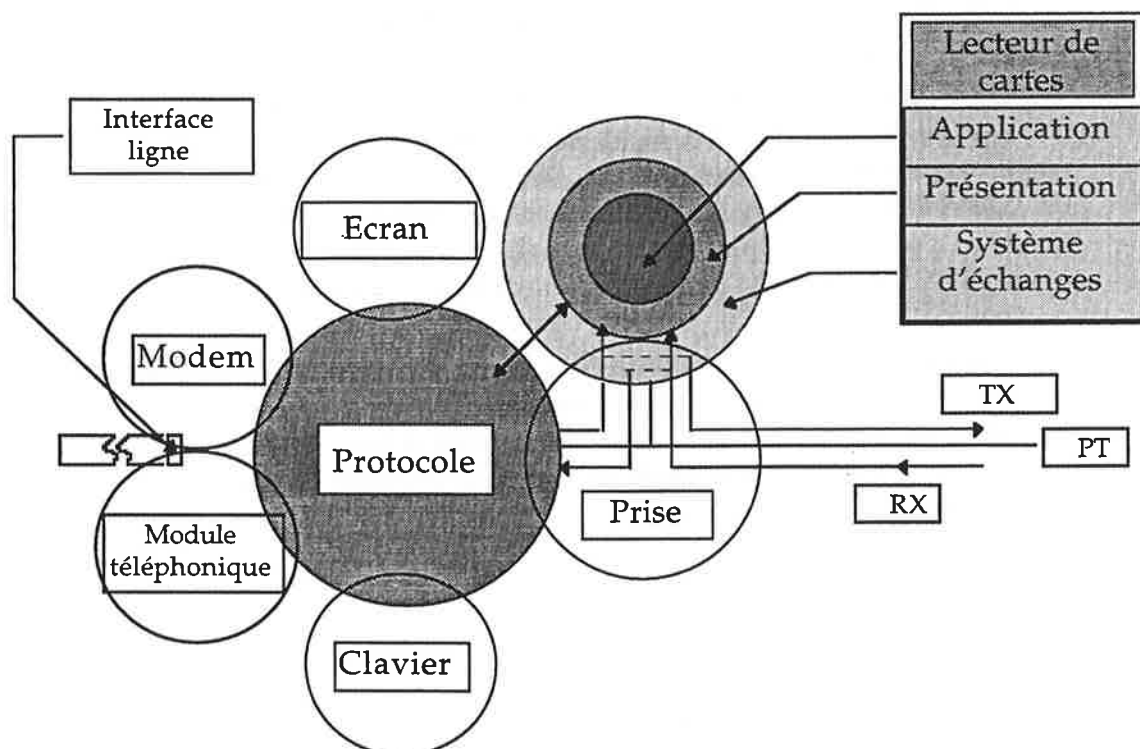 Lecteur de
cartes
Interface
ligne
Application
Présentation
Ecran
Système
d'échanges
Modem
TX
Protocole
PT
Prise
RX
Module
téléphonique
Clavier